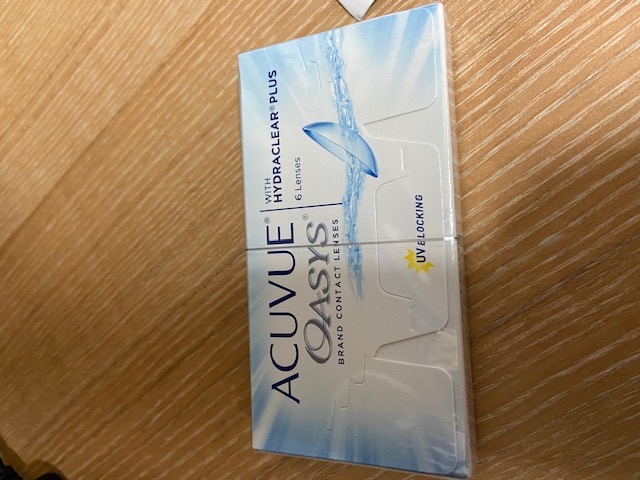 ACUVUE®
OASYS®
BRAND CONTACT LENSES
WITH
HYDRACLEAR® PLUS
6 Lenses
UV BLOCKING